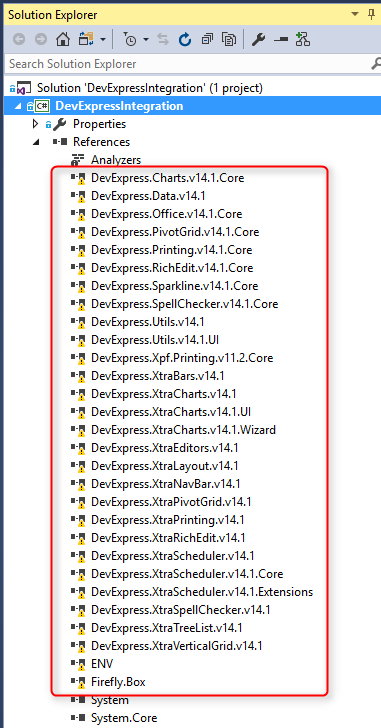 Solution Explorer
Search Solution Explorer
Solution 'DevExpressIntegration' (1 project)
C# DevExpressIntegration
Properties
References
Analyzers
DevExpress.Charts.v14.1.Core
DevExpress.Data.v14.1
DevExpress.Office.v14.1.Core
DevExpress.PivotGrid.v14.1.Core
DevExpress.Printing.v14.1.Core
DevExpress.RichEdit.v14.1.Core
DevExpress.Sparkline.v14.1.Core
DevExpress.SpellChecker.v14.1.Core
DevExpress.Utils.v14.1
DevExpress.Utils.v14.1.UI
DevExpress.Xpf.Printing.v11.2.Core
DevExpress.XtraBars.v14.1
DevExpress.XtraCharts.v14.1
DevExpress.XtraCharts.v14.1.UI
DevExpress.XtraCharts.v14.1.Wizard
DevExpress.XtraEditors.v14.1
DevExpress.XtraLayout.v14.1
DevExpress.XtraNavBar.v14.1
DevExpress.XtraPivotGrid.v14.1
DevExpress.XtraPrinting.v14.1
DevExpress.XtraRichEdit.v14.1
DevExpress.XtraScheduler.v14.1
DevExpress.XtraScheduler.v14.1.Core
DevExpress.XtraScheduler.v14.1.Extensions
DevExpress.XtraSpellChecker.v14.1
DevExpress.XtraTreeList.v14.1
DevExpress.XtraVerticalGrid.v14.1
ENV
Firefly.Box
System
System.Core